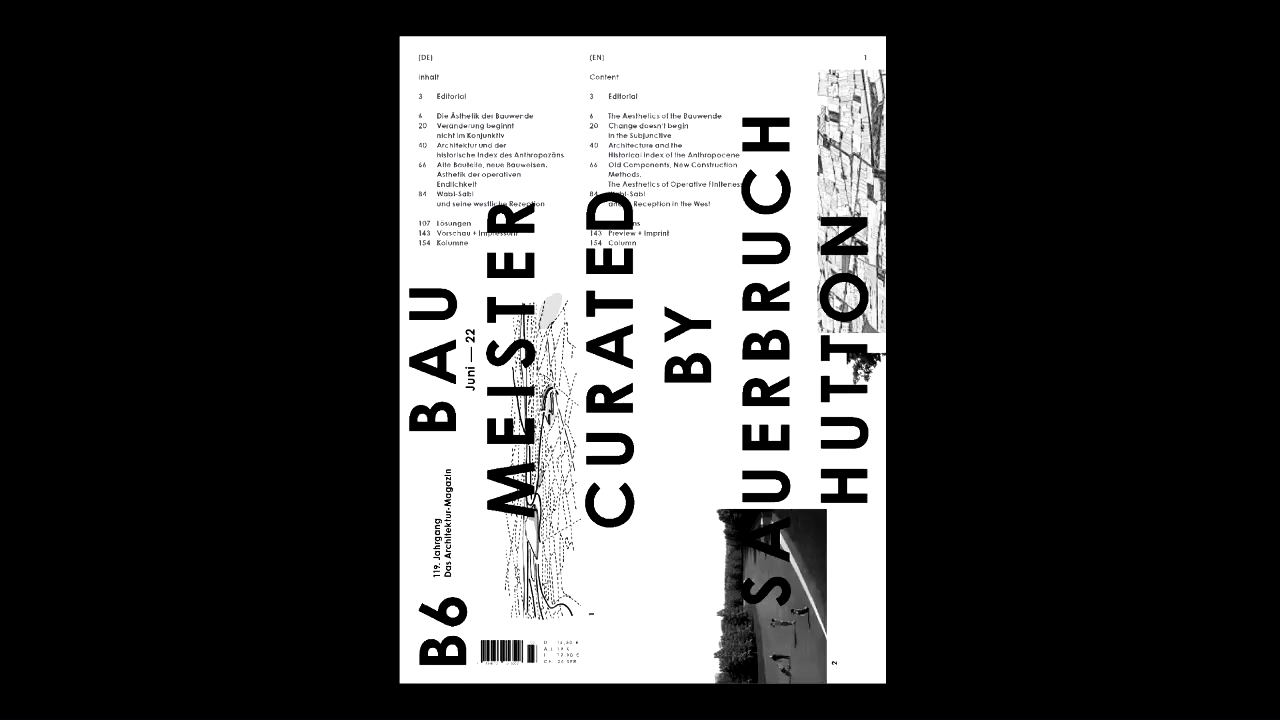 (DE)
Inhalt
3 Editorial
6 Die Ästhetik der Bauwende
20 Veränderung beginnt
nicht im Konjunktiv
40 Architektur und der
historische Index des Anthropozäns
66 Alte Bauteile, neue Bauweisen.
Ästhetik der operativen
Endlichkeit
84 Wabi-Sabi
und seine westliche Rezeption
107 Lösungen
143 Vorschau + Impressum
154 Kolumne
(EN)
Content
3 Editorial
6 The Aesthetics of the Bauwende
20 Change doesn't begin
in the Subjunctive
40 Architecture and the
Historical Index of the Anthropocene
66 Old Components, New Construction
Methods.
The Aesthetics of Operative Finiteness
84 Wabi-Sabi
Reception in the West
143 Preview + Imprint
154 Column
1
B6
119. Jahrgang
Das Architektur-Magazin
BAU
Juni — 22
MEISTER
CURATED
BY
SAUERBRUCH
HUTTON
1
2